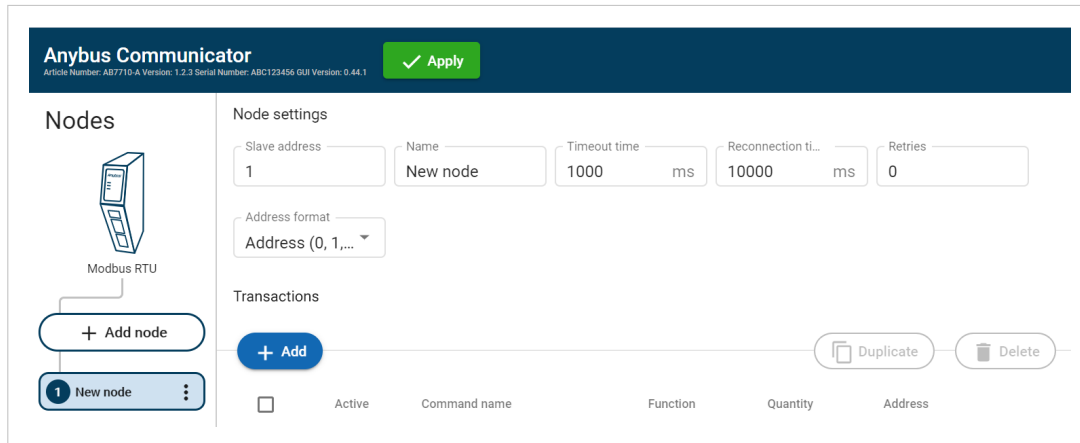 Anybus Communicator
Article Number: AB7710-A Version: 1.2.3 Serial Number: ABC123456 GUI Version: 0.44.1
Apply
Nodes
Modbus RTU
Add node
1 New node
Node settings
Slave address
1
Name
New node
Timeout time
1000 ms
Reconnection ti...
10000 ms
Retries
0
Address format
Address (0, 1,...
Transactions
Add
Duplicate
Delete
Active Command name Function Quantity Address